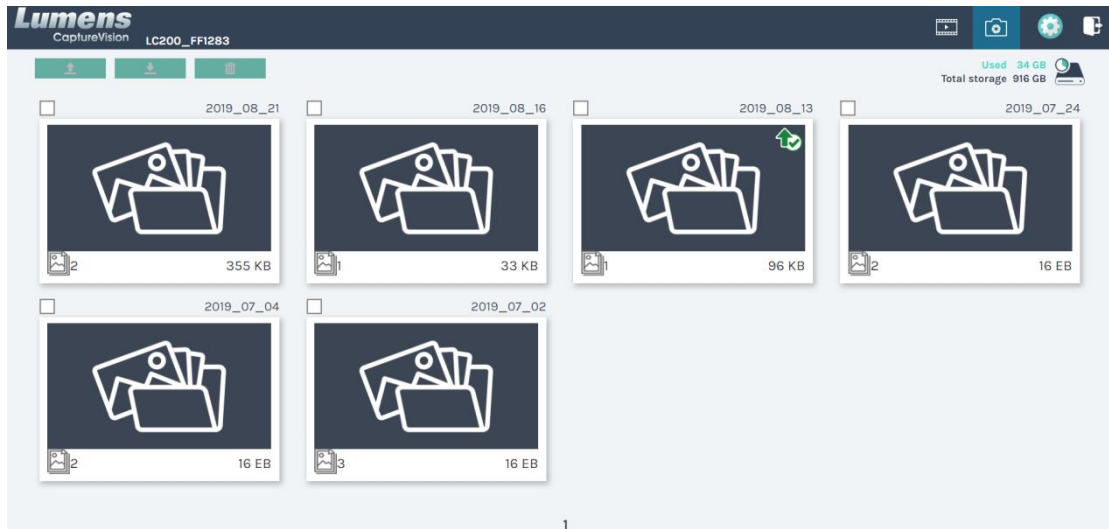 Lumens
CaptureVision LC200_FF1283
Used 34 GB
Total storage 916 GB
2019_08_21 2019_08_16 2019_08_13 2019_07_24
2 355 KB 1 33 KB 1 96 KB 2 16 EB
2019_07_04 2019_07_02
2 16 EB 3 16 EB
1